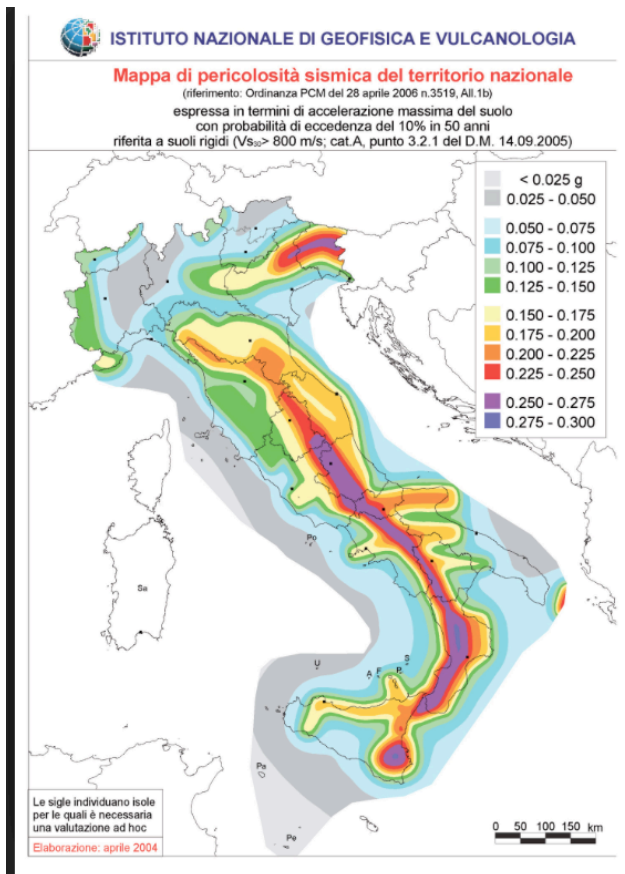 ISTITUTO NAZIONALE DI GEOFISICA E VULCANOLOGIA
Mappa di pericolosità sismica del territorio nazionale
(riferimento: Ordinanza PCM del 28 aprile 2006 n.3519, All.1b)
espressa in termini di accelerazione massima del suolo
con probabilità di eccedenza del 10% in 50 anni
riferita a suoli rigidi (Vs₃₀> 800 m/s; cat.A, punto 3.2.1 del D.M. 14.09.2005)
< 0.025 g
0.025 - 0.050
0.050 - 0.075
0.075 - 0.100
0.100 - 0.125
0.125 - 0.150
0.150 - 0.175
0.175 - 0.200
0.200 - 0.225
0.225 - 0.250
0.250 - 0.275
0.275 - 0.300
Po
Sa
U
A F P S
Pa
Pe
Le sigle individuano isole
per le quali è necessaria
una valutazione ad hoc
Elaborazione: aprile 2004
0 50 100 150 km